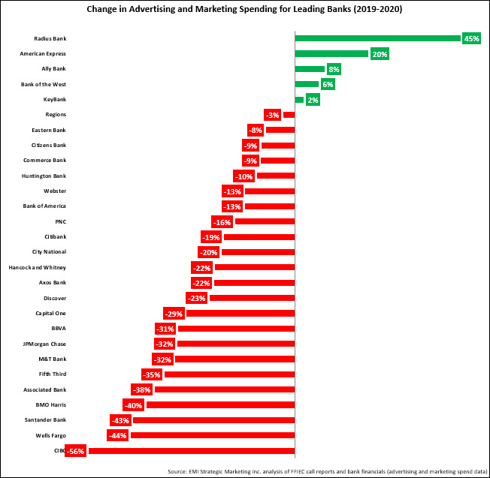 Change in Advertising and Marketing Spending for Leading Banks (2019-2020)
Radius Bank 45%
American Express 20%
Ally Bank 8%
Bank of the West 6%
KeyBank 2%
Regions -3%
Eastern Bank -8%
Citizens Bank -9%
Commerce Bank -9%
Huntington Bank -10%
Webster -13%
Bank of America -13%
PNC -16%
Citibank -19%
City National -20%
Hancock and Whitney -22%
Axos Bank -22%
Discover -23%
Capital One -29%
BBVA -31%
JPMorgan Chase -32%
M&T Bank -32%
Fifth Third -35%
Associated Bank -38%
BMO Harris -40%
Santander Bank -43%
Wells Fargo -44%
CIBC -56%
Source: EMI Strategic Marketing Inc. analysis of FFIEC call reports and bank financials (advertising and marketing spend data)